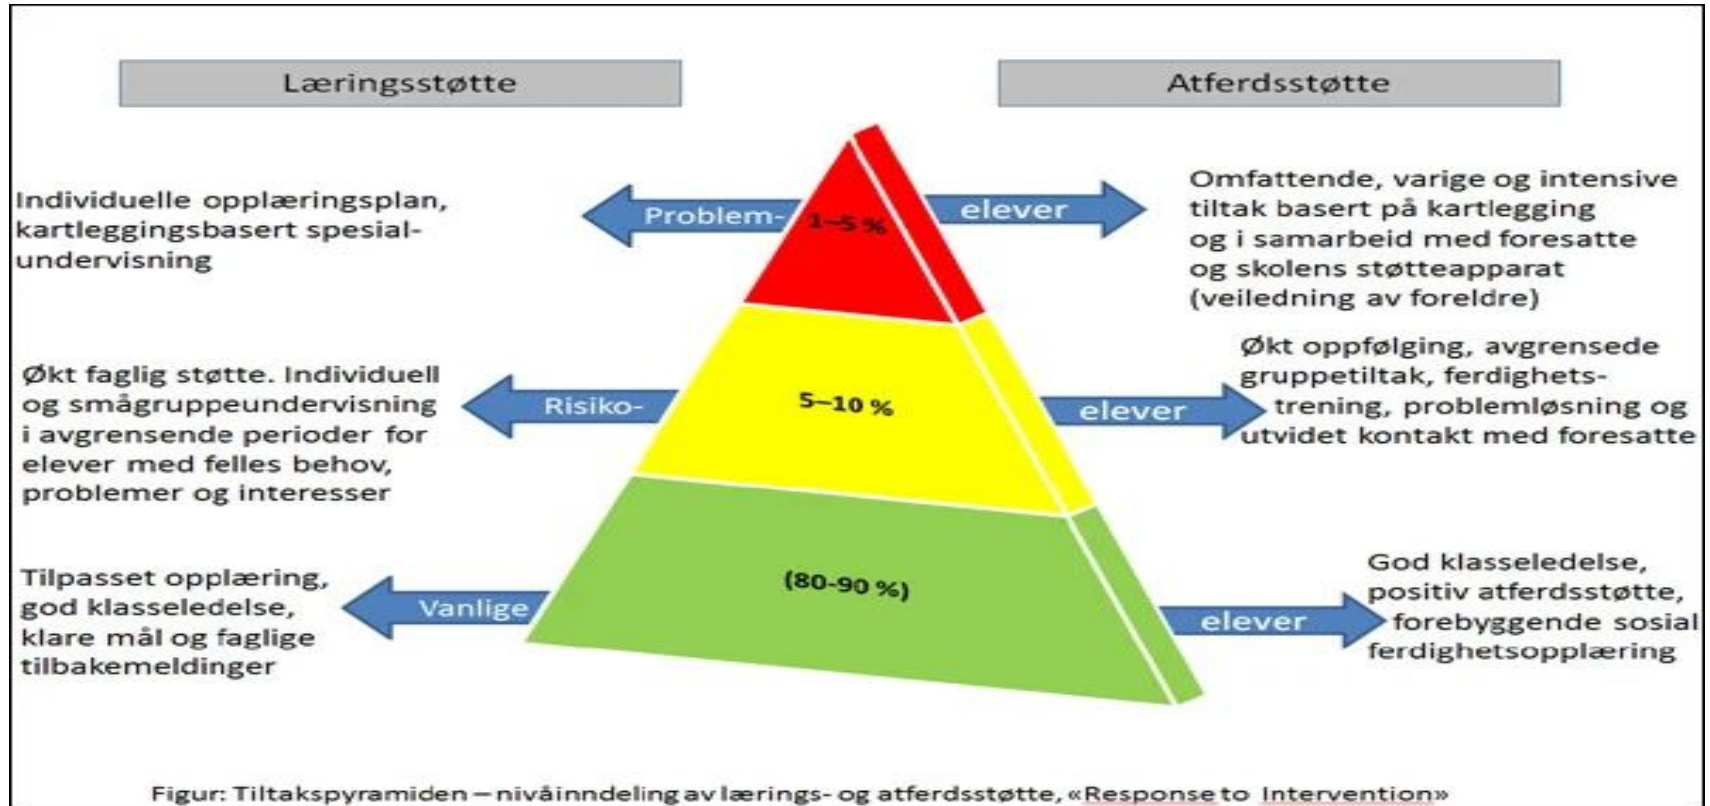 Læringsstøtte
Atferdsstøtte
Individuelle opplæringsplan,
kartleggingsbasert spesial-
undervisning
Problem-
1–5 %
elever
Omfattende, varige og intensive
tiltak basert på kartlegging
og i samarbeid med foresatte
og skolens støtteapparat
(veiledning av foreldre)
Økt faglig støtte. Individuell
og smågruppeundervisning
i avgrensende perioder for
elever med felles behov,
problemer og interesser
Risiko-
5–10 %
elever
Økt oppfølging, avgrensede
gruppetiltak, ferdighets-
trening, problemløsning og
utvidet kontakt med foresatte
Tilpasset opplæring,
god klasseledelse,
klare mål og faglige
tilbakemeldinger
Vanlige
(80-90 %)
elever
God klasseledelse,
positiv atferdsstøtte,
forebyggende sosial
ferdighetsopplæring
Figur: Tiltakspyramiden – nivåinndeling av lærings- og atferdsstøtte, «Response to Intervention»